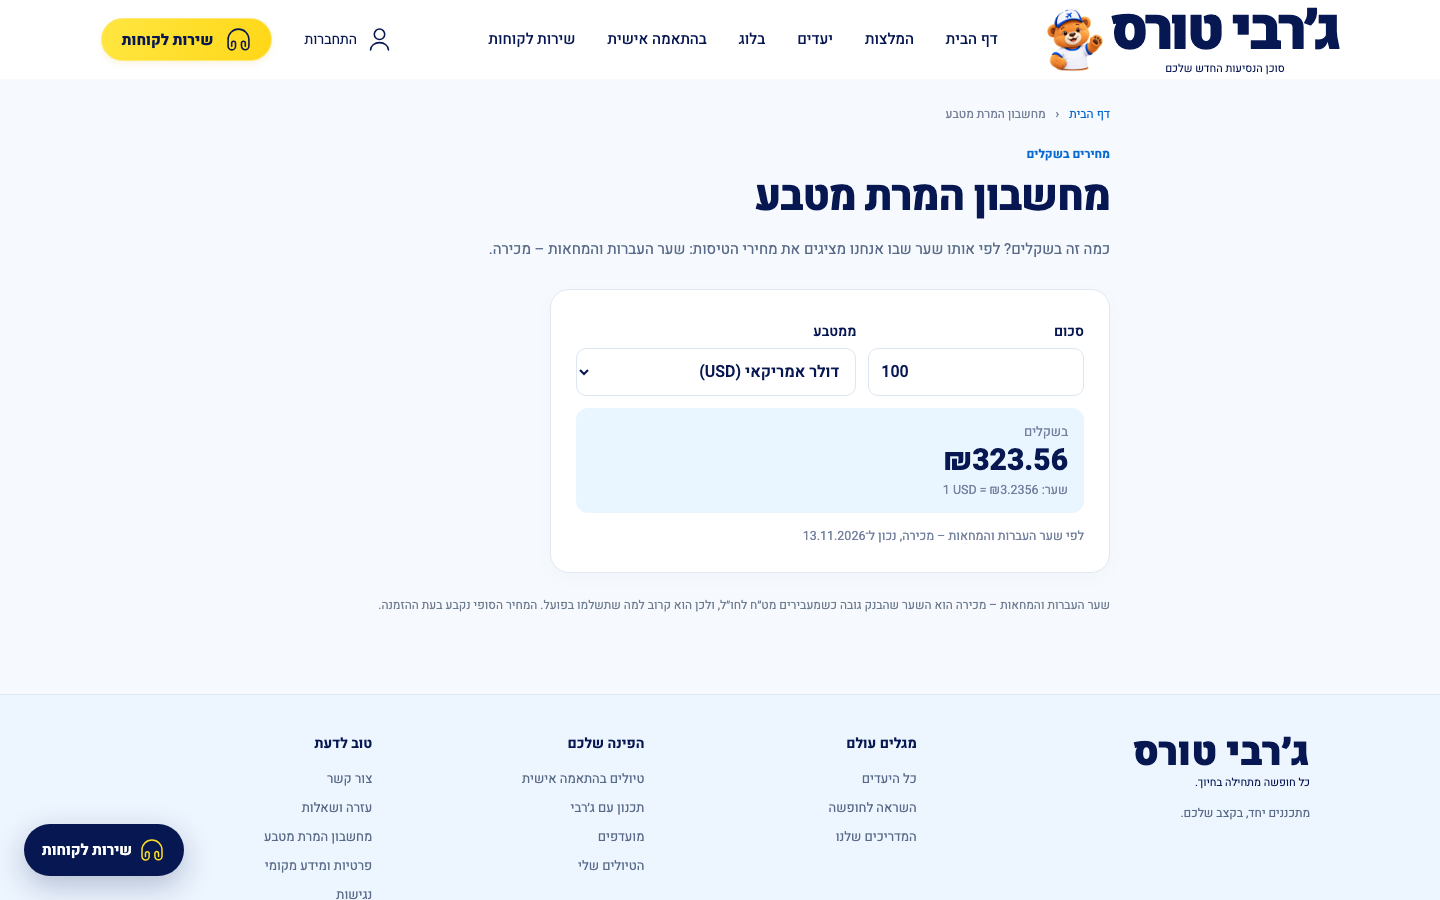 ג׳רבי טורס
סוכן הנסיעות החדש שלכם
דף הבית
המלצות
יעדים
בלוג
בהתאמה אישית
שירות לקוחות
התחברות
שירות לקוחות
דף הבית › מחשבון המרת מטבע
מחירים בשקלים
מחשבון המרת מטבע
כמה זה בשקלים? לפי אותו שער שבו אנחנו מציגים את מחירי הטיסות: שער העברות והמחאות – מכירה.
סכום
ממטבע
100
דולר אמריקאי (USD)
בשקלים
₪323.56
שער: 1 USD = ₪3.2356
לפי שער העברות והמחאות – מכירה, נכון ל־13.11.2026
שער העברות והמחאות – מכירה הוא השער שהבנק גובה כשמעבירים מט״ח לחו״ל, ולכן הוא קרוב למה שתשלמו בפועל. המחיר הסופי נקבע בעת ההזמנה.
ג׳רבי טורס
כל חופשה מתחילה בחיוך.
מתכננים יחד, בקצב שלכם.
מגלים עולם
כל היעדים
השראה לחופשה
המדריכים שלנו
הפינה שלכם
טיולים בהתאמה אישית
תכנון עם ג׳רבי
מועדפים
הטיולים שלי
טוב לדעת
צור קשר
עזרה ושאלות
מחשבון המרת מטבע
פרטיות ומידע מקומי
נגישות
שירות לקוחות